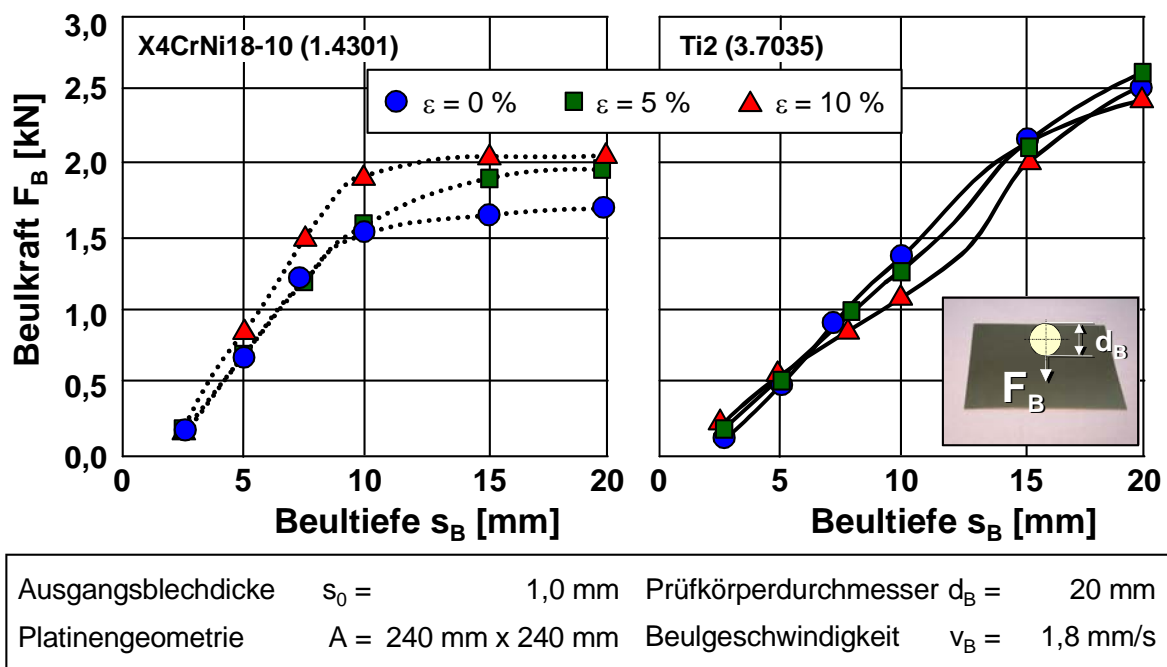 3,0
2,5
2,0
1,5
1,0
0,5
0,0
Beulkraft F_B [kN]
X4CrNi18-10 (1.4301)
Ti2 (3.7035)
ε = 0 % ε = 5 % ε = 10 %
d_B
F_B
0 5 10 15 20
0 5 10 15 20
Beultiefe s_B [mm]
Beultiefe s_B [mm]
Ausgangsblechdicke s_0 = 1,0 mm Prüfkörperdurchmesser d_B = 20 mm
Platinengeometrie A = 240 mm x 240 mm Beulgeschwindigkeit v_B = 1,8 mm/s